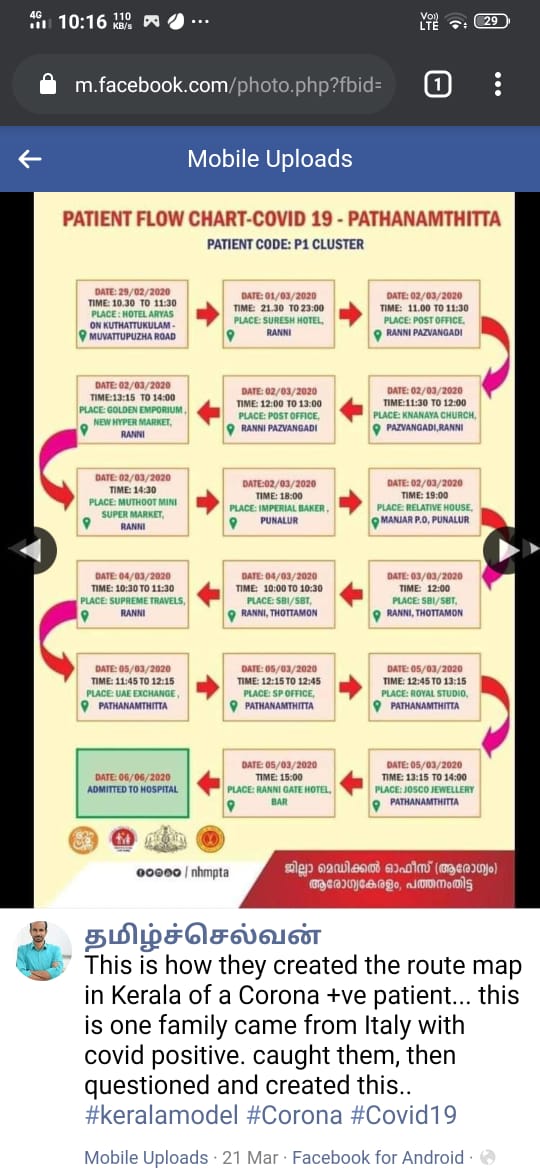 4G 10:16 110 KB/s ... Vo)) LTE 29
m.facebook.com/photo.php?fbid= 1
Mobile Uploads
PATIENT FLOW CHART-COVID 19 - PATHANAMTHITTA
PATIENT CODE: P1 CLUSTER
DATE: 29/02/2020
TIME: 10.30 TO 11:30
PLACE : HOTEL ARYAS
ON KUTHATTUKULAM -
MUVATTUPUZHA ROAD
DATE: 01/03/2020
TIME: 21.30 TO 23:00
PLACE: SURESH HOTEL,
RANNI
DATE: 02/03/2020
TIME: 11.00 TO 11:30
PLACE: POST OFFICE,
RANNI PAZVANGADI
DATE: 02/03/2020
TIME:11:30 TO 12:00
PLACE: KNANAYA CHURCH,
PAZVANGADI,RANNI
DATE: 02/03/2020
TIME: 12:00 TO 13:00
PLACE: POST OFFICE,
RANNI PAZVANGADI
DATE: 02/03/2020
TIME:13:15 TO 14:00
PLACE: GOLDEN EMPORIUM,
NEW HYPER MARKET,
RANNI
DATE: 02/03/2020
TIME: 14:30
PLACE: MUTHOOT MINI
SUPER MARKET,
RANNI
DATE:02/03/2020
TIME: 18:00
PLACE: IMPERIAL BAKER,
PUNALUR
DATE: 02/03/2020
TIME: 19:00
PLACE: RELATIVE HOUSE,
MANJAR P.O, PUNALUR
DATE: 03/03/2020
TIME: 12:00
PLACE: SBI/SBT,
RANNI, THOTTAMON
DATE: 04/03/2020
TIME: 10:00 TO 10:30
PLACE: SBI/SBT,
RANNI, THOTTAMON
DATE: 04/03/2020
TIME: 10:30 TO 11:30
PLACE: SUPREME TRAVELS,
RANNI
DATE: 05/03/2020
TIME: 11:45 TO 12:15
PLACE: UAE EXCHANGE,
PATHANAMTHITTA
DATE: 05/03/2020
TIME: 12:15 TO 12:45
PLACE: SP OFFICE,
PATHANAMTHITTA
DATE: 05/03/2020
TIME: 12:45 TO 13:15
PLACE: ROYAL STUDIO,
PATHANAMTHITTA
DATE: 05/03/2020
TIME: 13:15 TO 14:00
PLACE: JOSCO JEWELLERY
PATHANAMTHITTA
DATE: 05/03/2020
TIME: 15:00
PLACE: RANNI GATE HOTEL,
BAR
DATE: 06/06/2020
ADMITTED TO HOSPITAL
/ nhmpta
ജില്ലാ മെഡിക്കൽ ഓഫീസ് (ആരോഗ്യം)
ആരോഗ്യകേരളം, പത്തനംതിട്ട
தமிழ்ச்செல்வன்
This is how they created the route map
in Kerala of a Corona +ve patient... this
is one family came from Italy with
covid positive. caught them, then
questioned and created this..
#keralamodel #Corona #Covid19
Mobile Uploads · 21 Mar · Facebook for Android ·